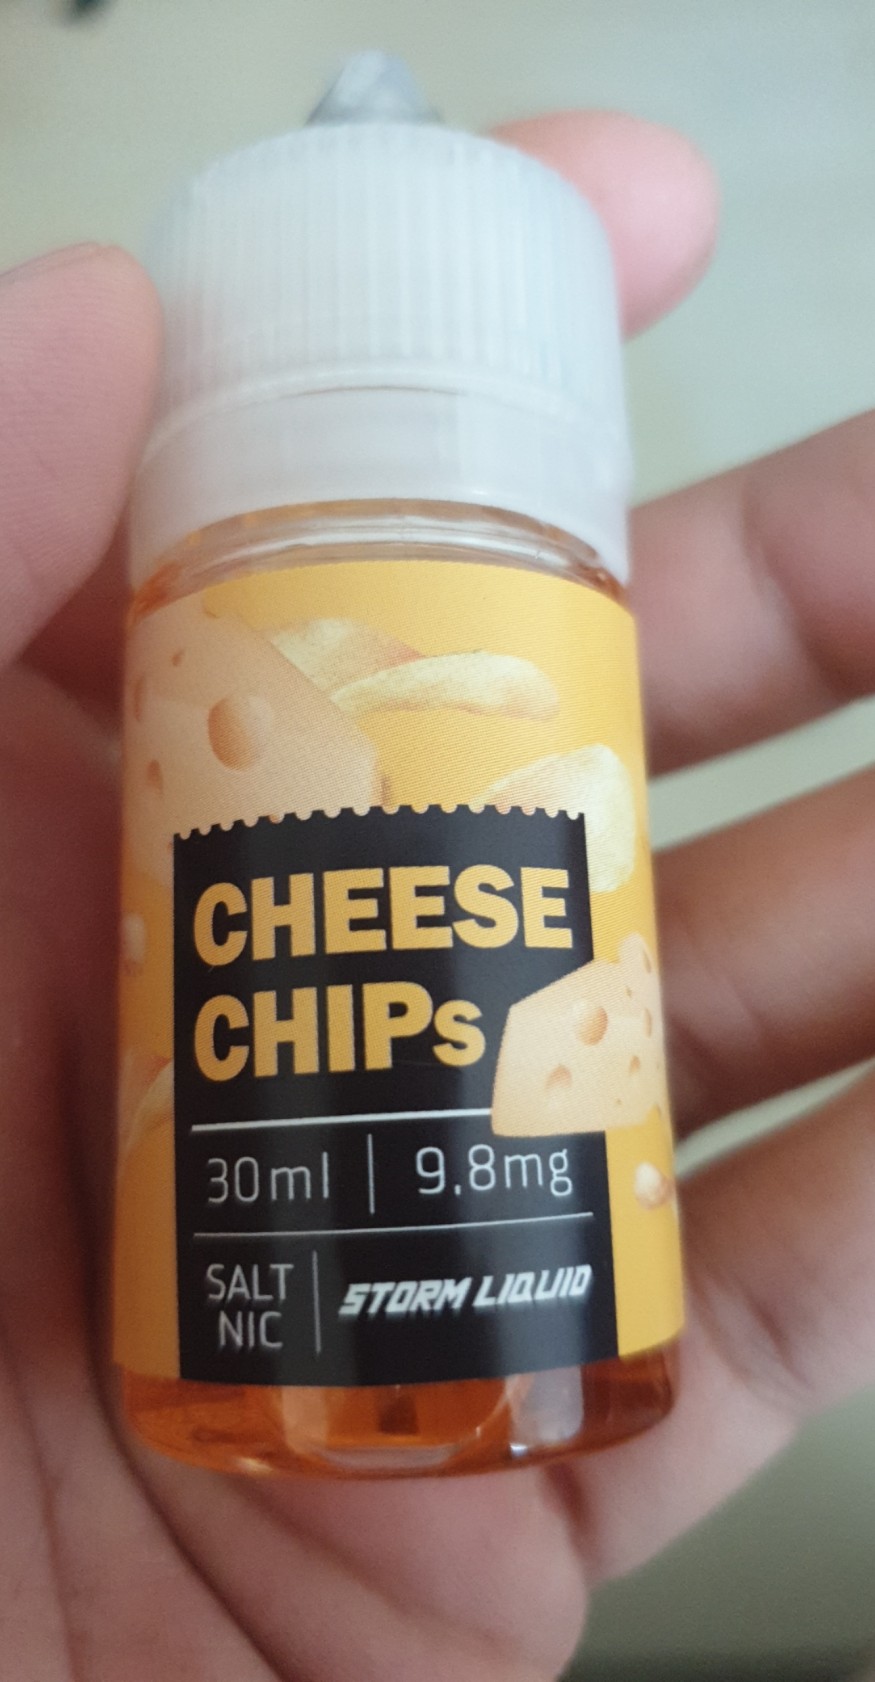 CHEESE
CHIPs
30ml | 9.8mg
SALT
NIC
STORM LIQUID